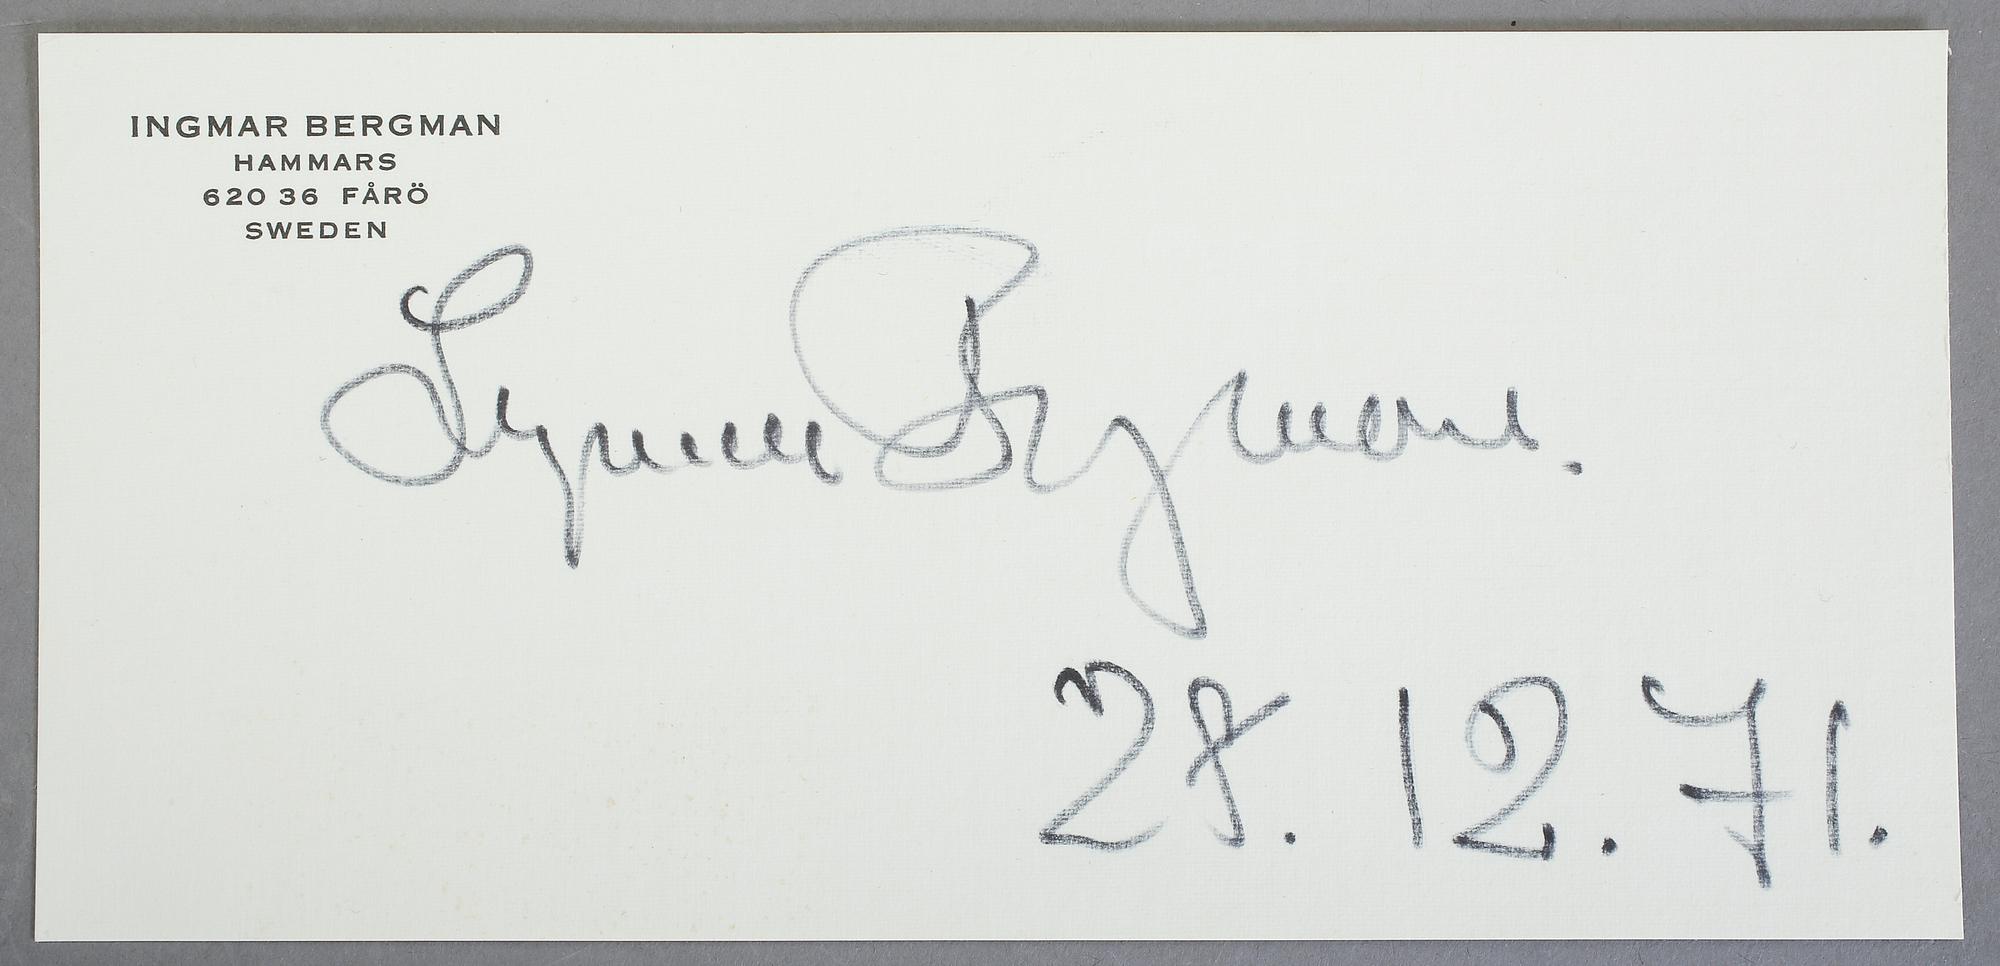 INGMAR BERGMAN
HAMMARS
620 36 FÅRÖ
SWEDEN
Ingmar Bergman.
28. 12. 71.